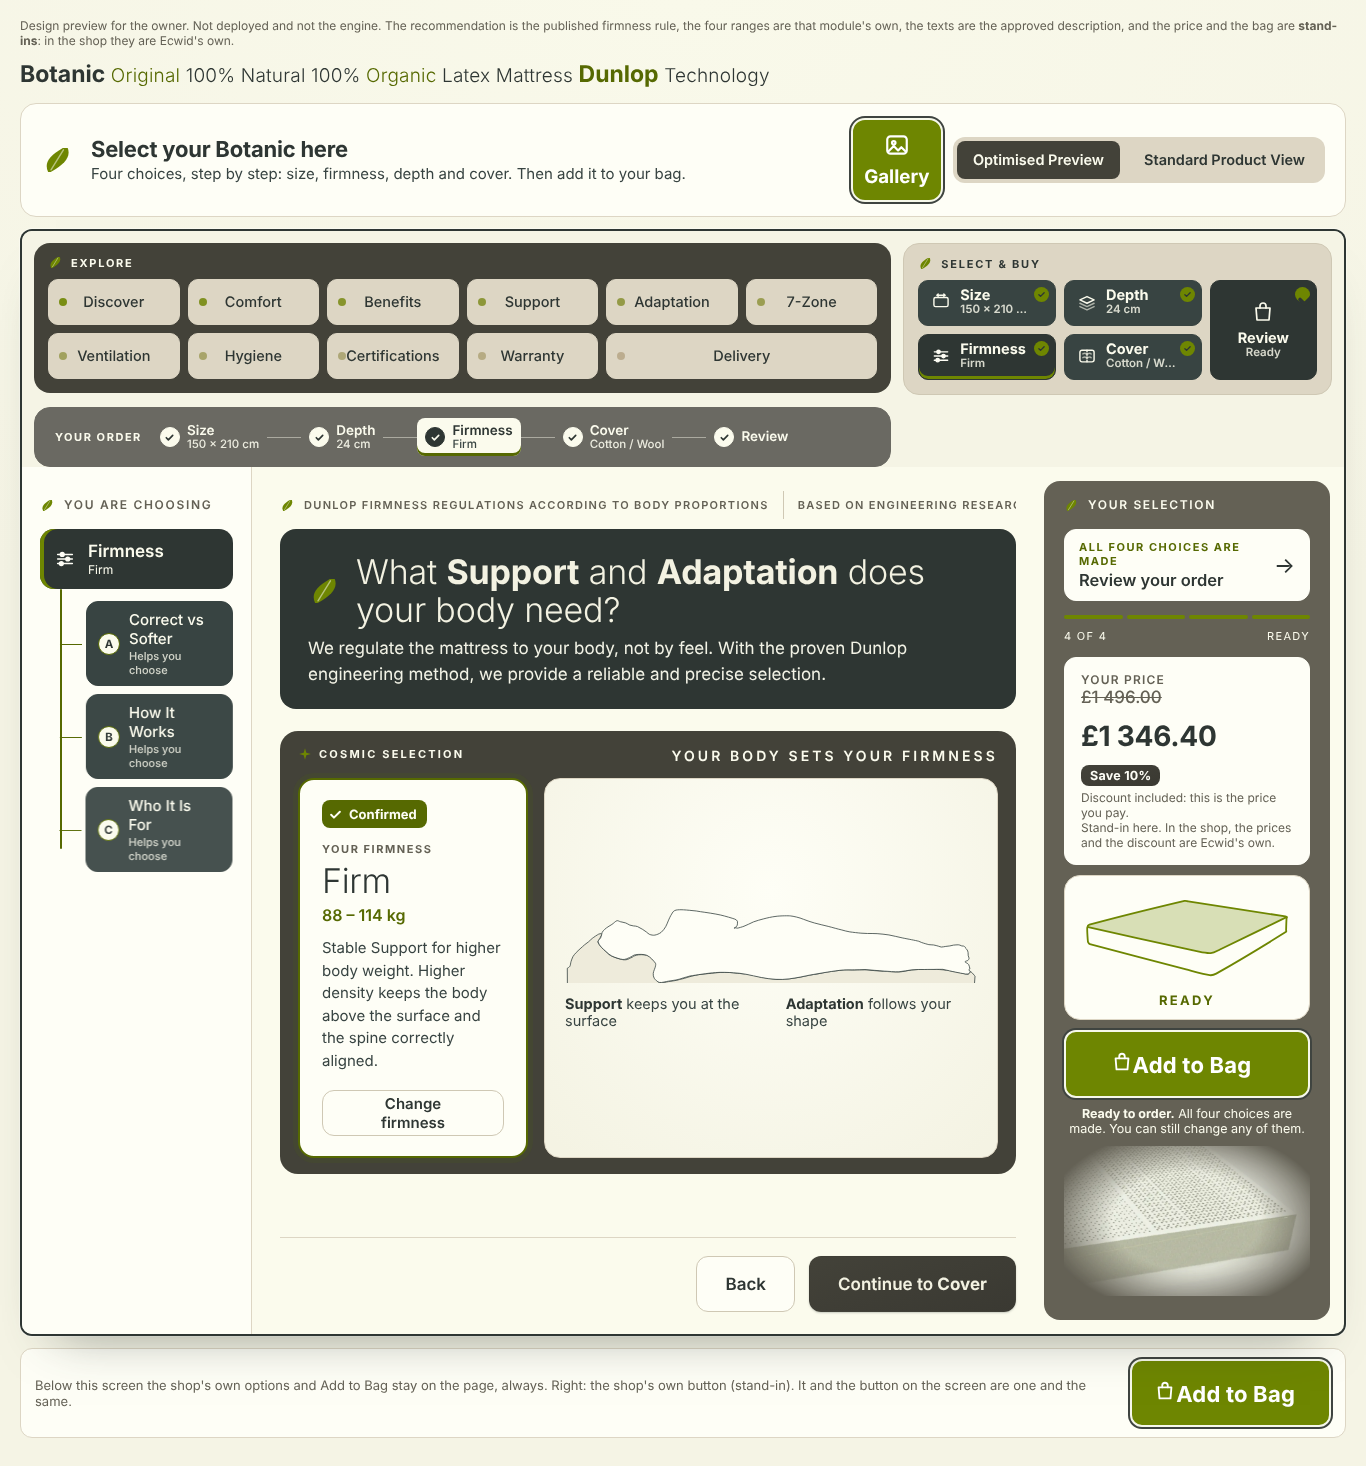 Design preview for the owner. Not deployed and not the engine. The recommendation is the published firmness rule, the four ranges are that module's own, the texts are the approved description, and the price and the bag are stand-
ins: in the shop they are Ecwid's own.
Botanic Original 100% Natural 100% Organic Latex Mattress Dunlop Technology
Select your Botanic here
Four choices, step by step: size, firmness, depth and cover. Then add it to your bag.
Gallery
Optimised Preview
Standard Product View
EXPLORE
Discover
Comfort
Benefits
Support
Adaptation
7-Zone
Ventilation
Hygiene
Certifications
Warranty
Delivery
SELECT & BUY
Size
150 × 210 ...
Depth
24 cm
Firmness
Firm
Cover
Cotton / W...
Review
Ready
YOUR ORDER
Size
150 × 210 cm
Depth
24 cm
Firmness
Firm
Cover
Cotton / Wool
Review
YOU ARE CHOOSING
Firmness
Firm
A
Correct vs
Softer
Helps you
choose
B
How It
Works
Helps you
choose
C
Who It Is
For
Helps you
choose
DUNLOP FIRMNESS REGULATIONS ACCORDING TO BODY PROPORTIONS
BASED ON ENGINEERING RESEARC
What Support and Adaptation does
your body need?
We regulate the mattress to your body, not by feel. With the proven Dunlop
engineering method, we provide a reliable and precise selection.
COSMIC SELECTION
YOUR BODY SETS YOUR FIRMNESS
Confirmed
YOUR FIRMNESS
Firm
88 – 114 kg
Stable Support for higher
body weight. Higher
density keeps the body
above the surface and
the spine correctly
aligned.
Change
firmness
Support keeps you at the
surface
Adaptation follows your
shape
Back
Continue to Cover
YOUR SELECTION
ALL FOUR CHOICES ARE
MADE
Review your order
4 OF 4
READY
YOUR PRICE
£1 496.00
£1 346.40
Save 10%
Discount included: this is the price
you pay.
Stand-in here. In the shop, the prices
and the discount are Ecwid's own.
READY
Add to Bag
Ready to order. All four choices are
made. You can still change any of them.
Below this screen the shop's own options and Add to Bag stay on the page, always. Right: the shop's own button (stand-in). It and the button on the screen are one and the
same.
Add to Bag